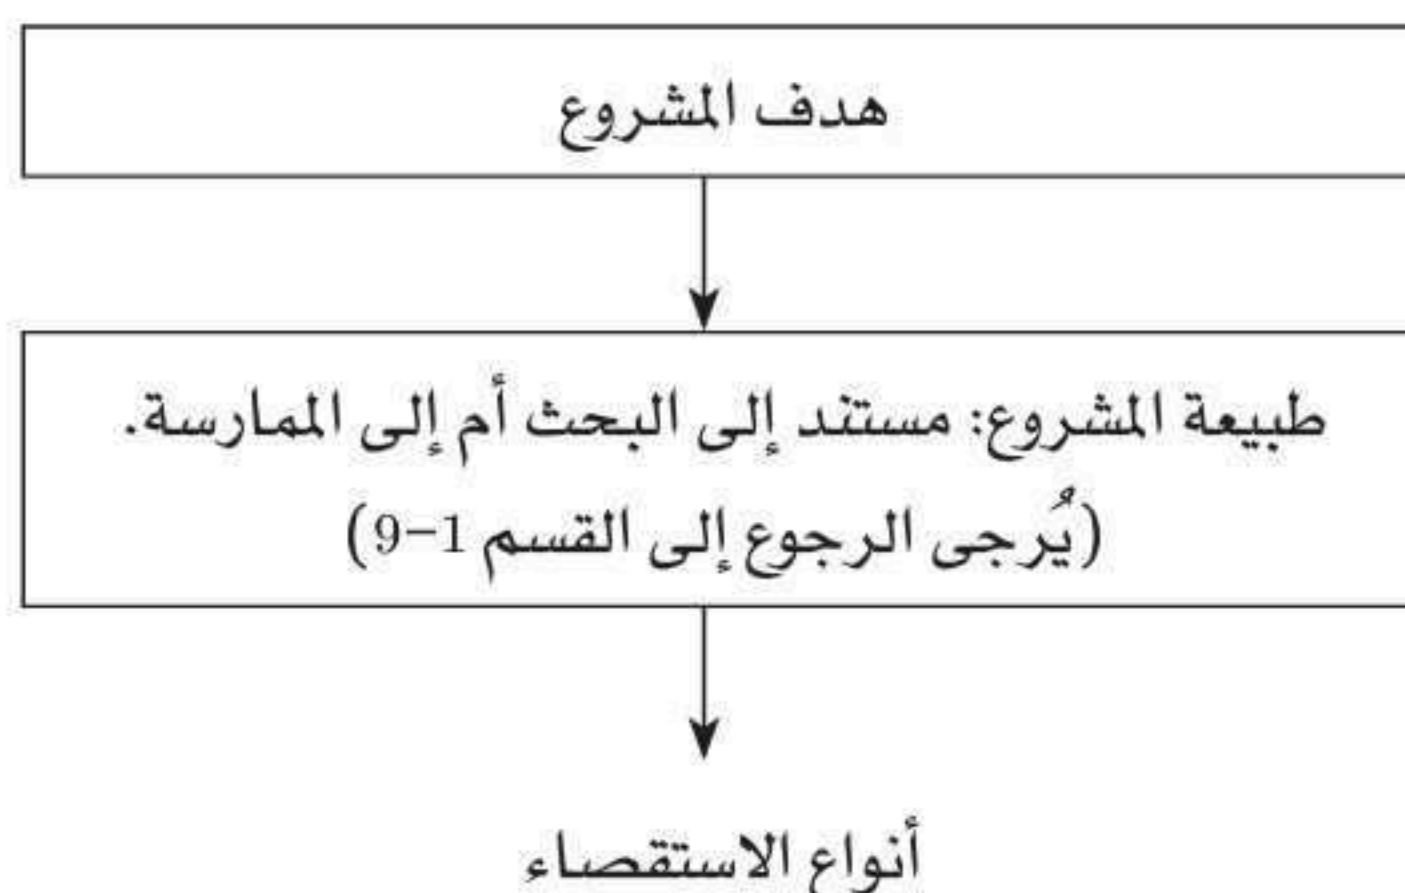 هدف المشروع
طبيعة المشروع: مستند إلى البحث أم إلى الممارسة.
(يُرجى الرجوع إلى القسم 1-9)
أنواع الاستقصاء